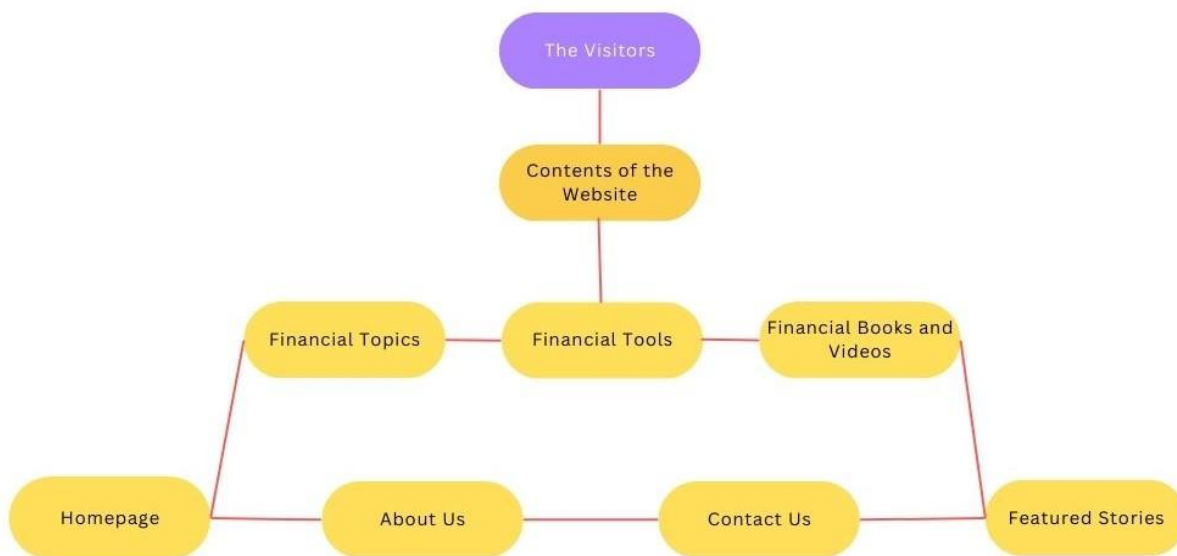 The Visitors
Contents of the
Website
Financial Topics
Financial Tools
Financial Books and
Videos
Homepage
About Us
Contact Us
Featured Stories